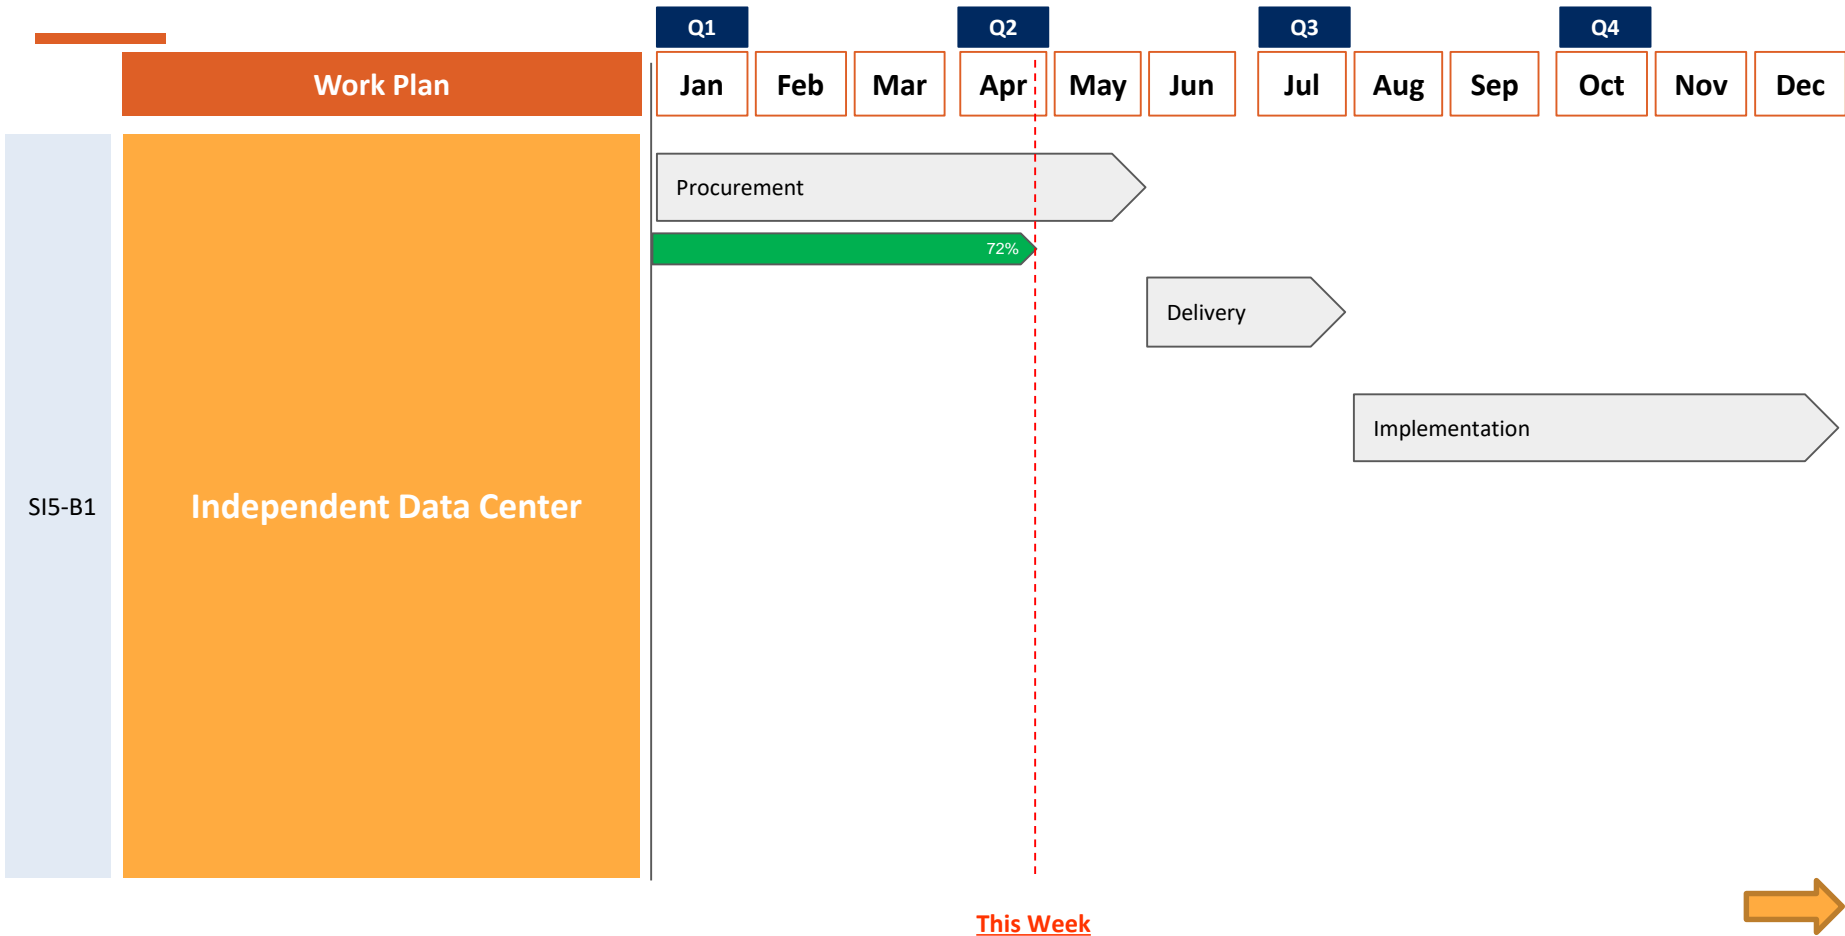 Q1 Q2 Q3 Q4
Work Plan Jan Feb Mar Apr May Jun Jul Aug Sep Oct Nov Dec
Procurement
72%
Delivery
Implementation
SI5-B1 Independent Data Center
This Week